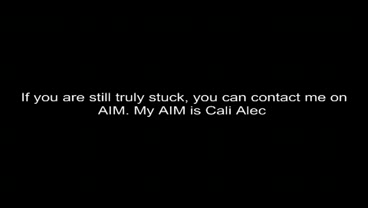 If you are still truly stuck, you can contact me on
AIM. My AIM is Cali Alec